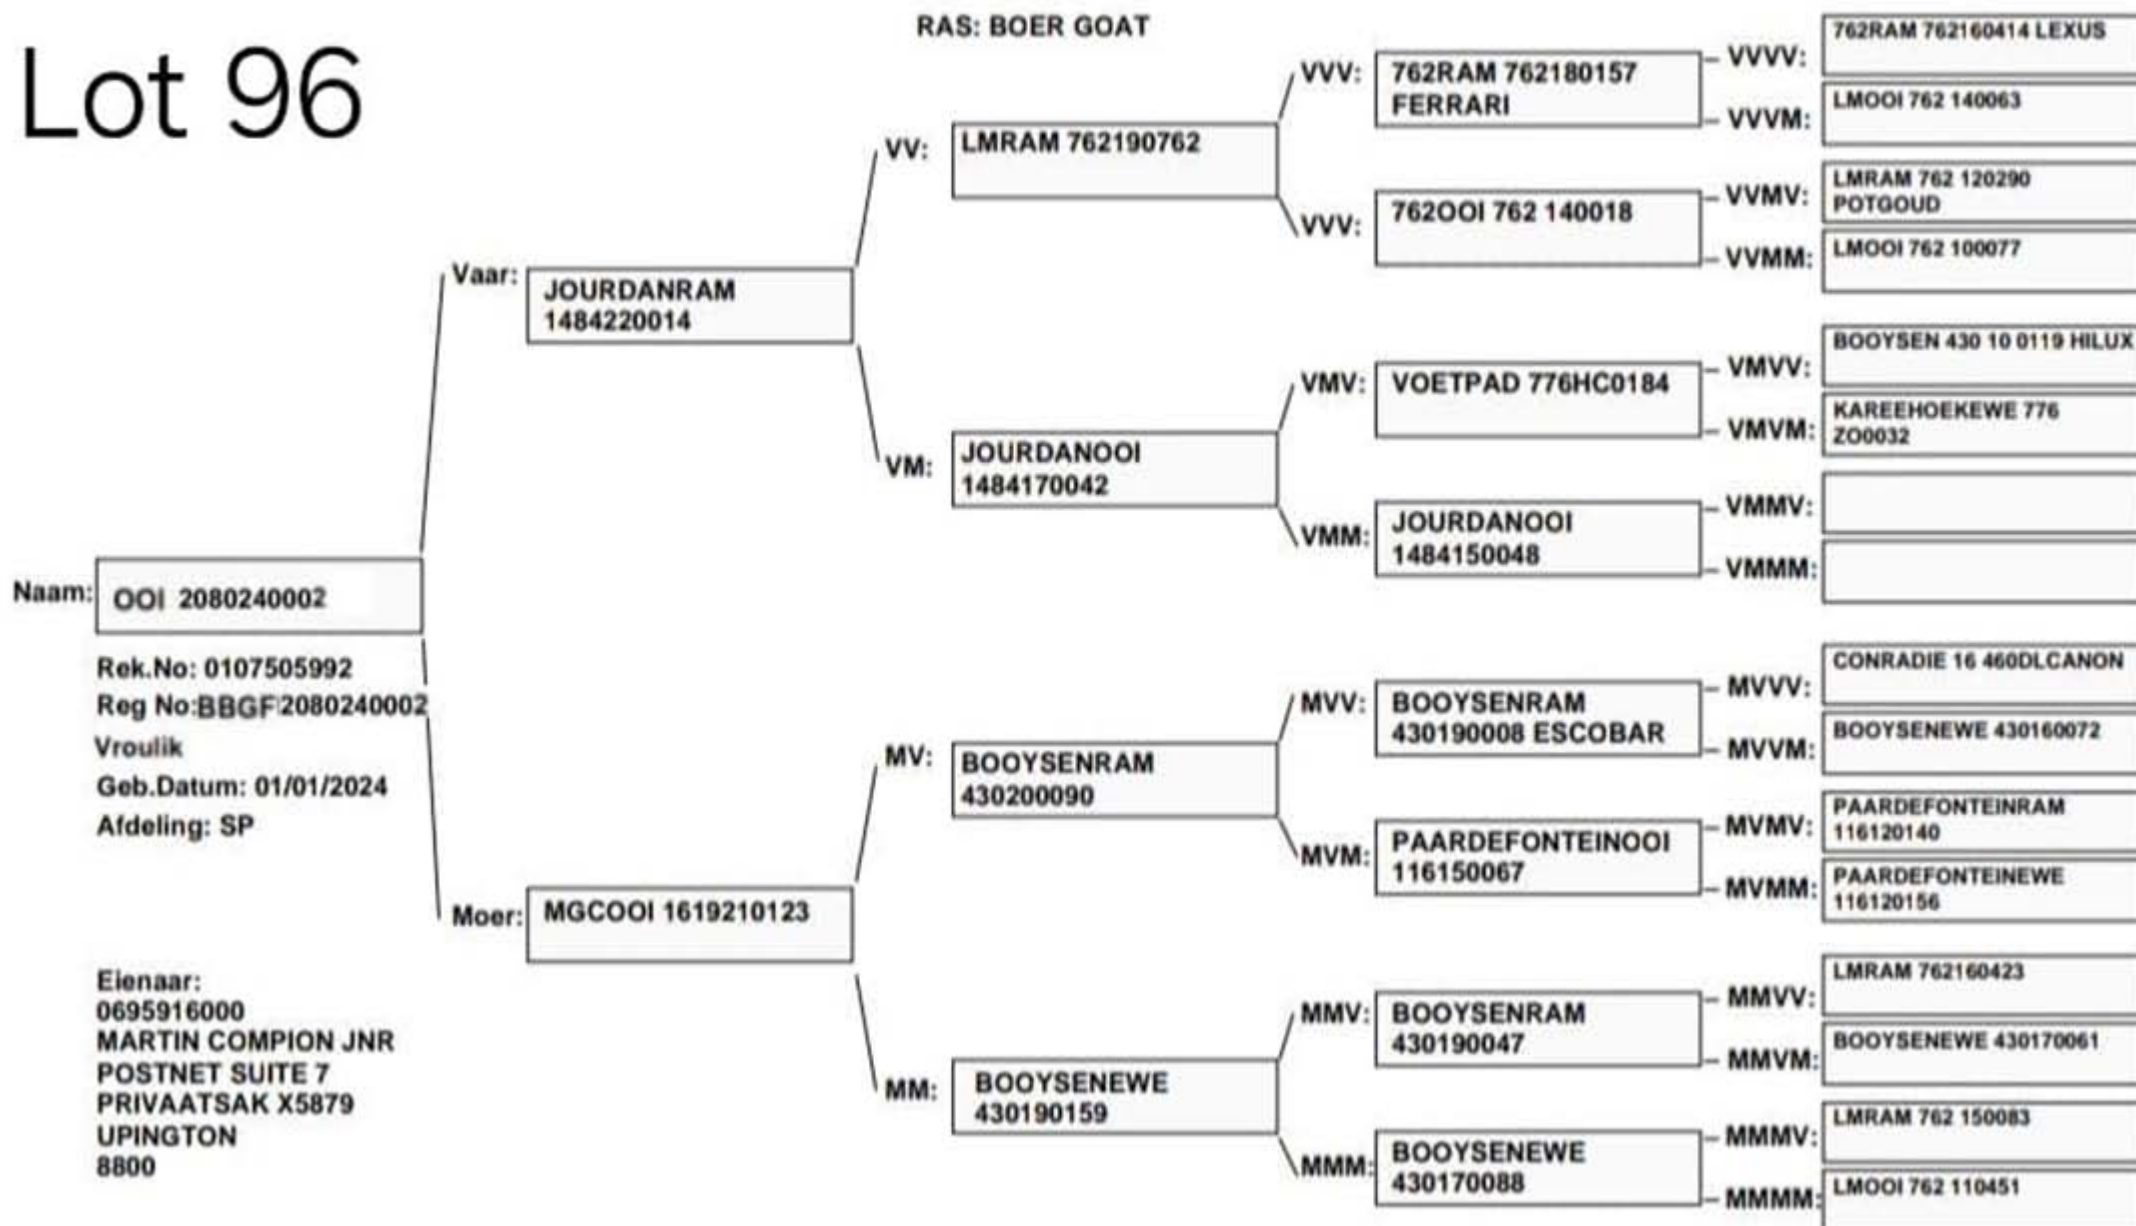 Lot 96
RAS: BOER GOAT
Naam:
OOI 2080240002
Rek.No: 0107505992
Reg No:BBGF2080240002
Vroulik
Geb.Datum: 01/01/2024
Afdeling: SP
Eienaar:
0695916000
MARTIN COMPION JNR
POSTNET SUITE 7
PRIVAATSAK X5879
UPINGTON
8800
Vaar:
JOURDANRAM
1484220014
Moer:
MGCOOI 1619210123
VV:
LMRAM 762190762
VM:
JOURDANOOI
1484170042
MV:
BOOYSENRAM
430200090
MM:
BOOYSENEWE
430190159
VVV:
762RAM 762180157
FERRARI
VVV:
762OOI 762 140018
VMV:
VOETPAD 776HC0184
VMM:
JOURDANOOI
1484150048
MVV:
BOOYSENRAM
430190008 ESCOBAR
MVM:
PAARDEFONTEINOOI
116150067
MMV:
BOOYSENRAM
430190047
MMM:
BOOYSENEWE
430170088
VVVV:
762RAM 762160414 LEXUS
VVVM:
LMOOI 762 140063
VVMV:
LMRAM 762 120290
POTGOUD
VVMM:
LMOOI 762 100077
VMVV:
BOOYSEN 430 10 0119 HILUX
VMVM:
KAREEHOEKEWE 776
ZO0032
VMMV:
VMMM:
MVVV:
CONRADIE 16 460DLCANON
MVVM:
BOOYSENEWE 430160072
MVMV:
PAARDEFONTEINRAM
116120140
MVMM:
PAARDEFONTEINEWE
116120156
MMVV:
LMRAM 762160423
MMVM:
BOOYSENEWE 430170061
MMMV:
LMRAM 762 150083
MMMM:
LMOOI 762 110451